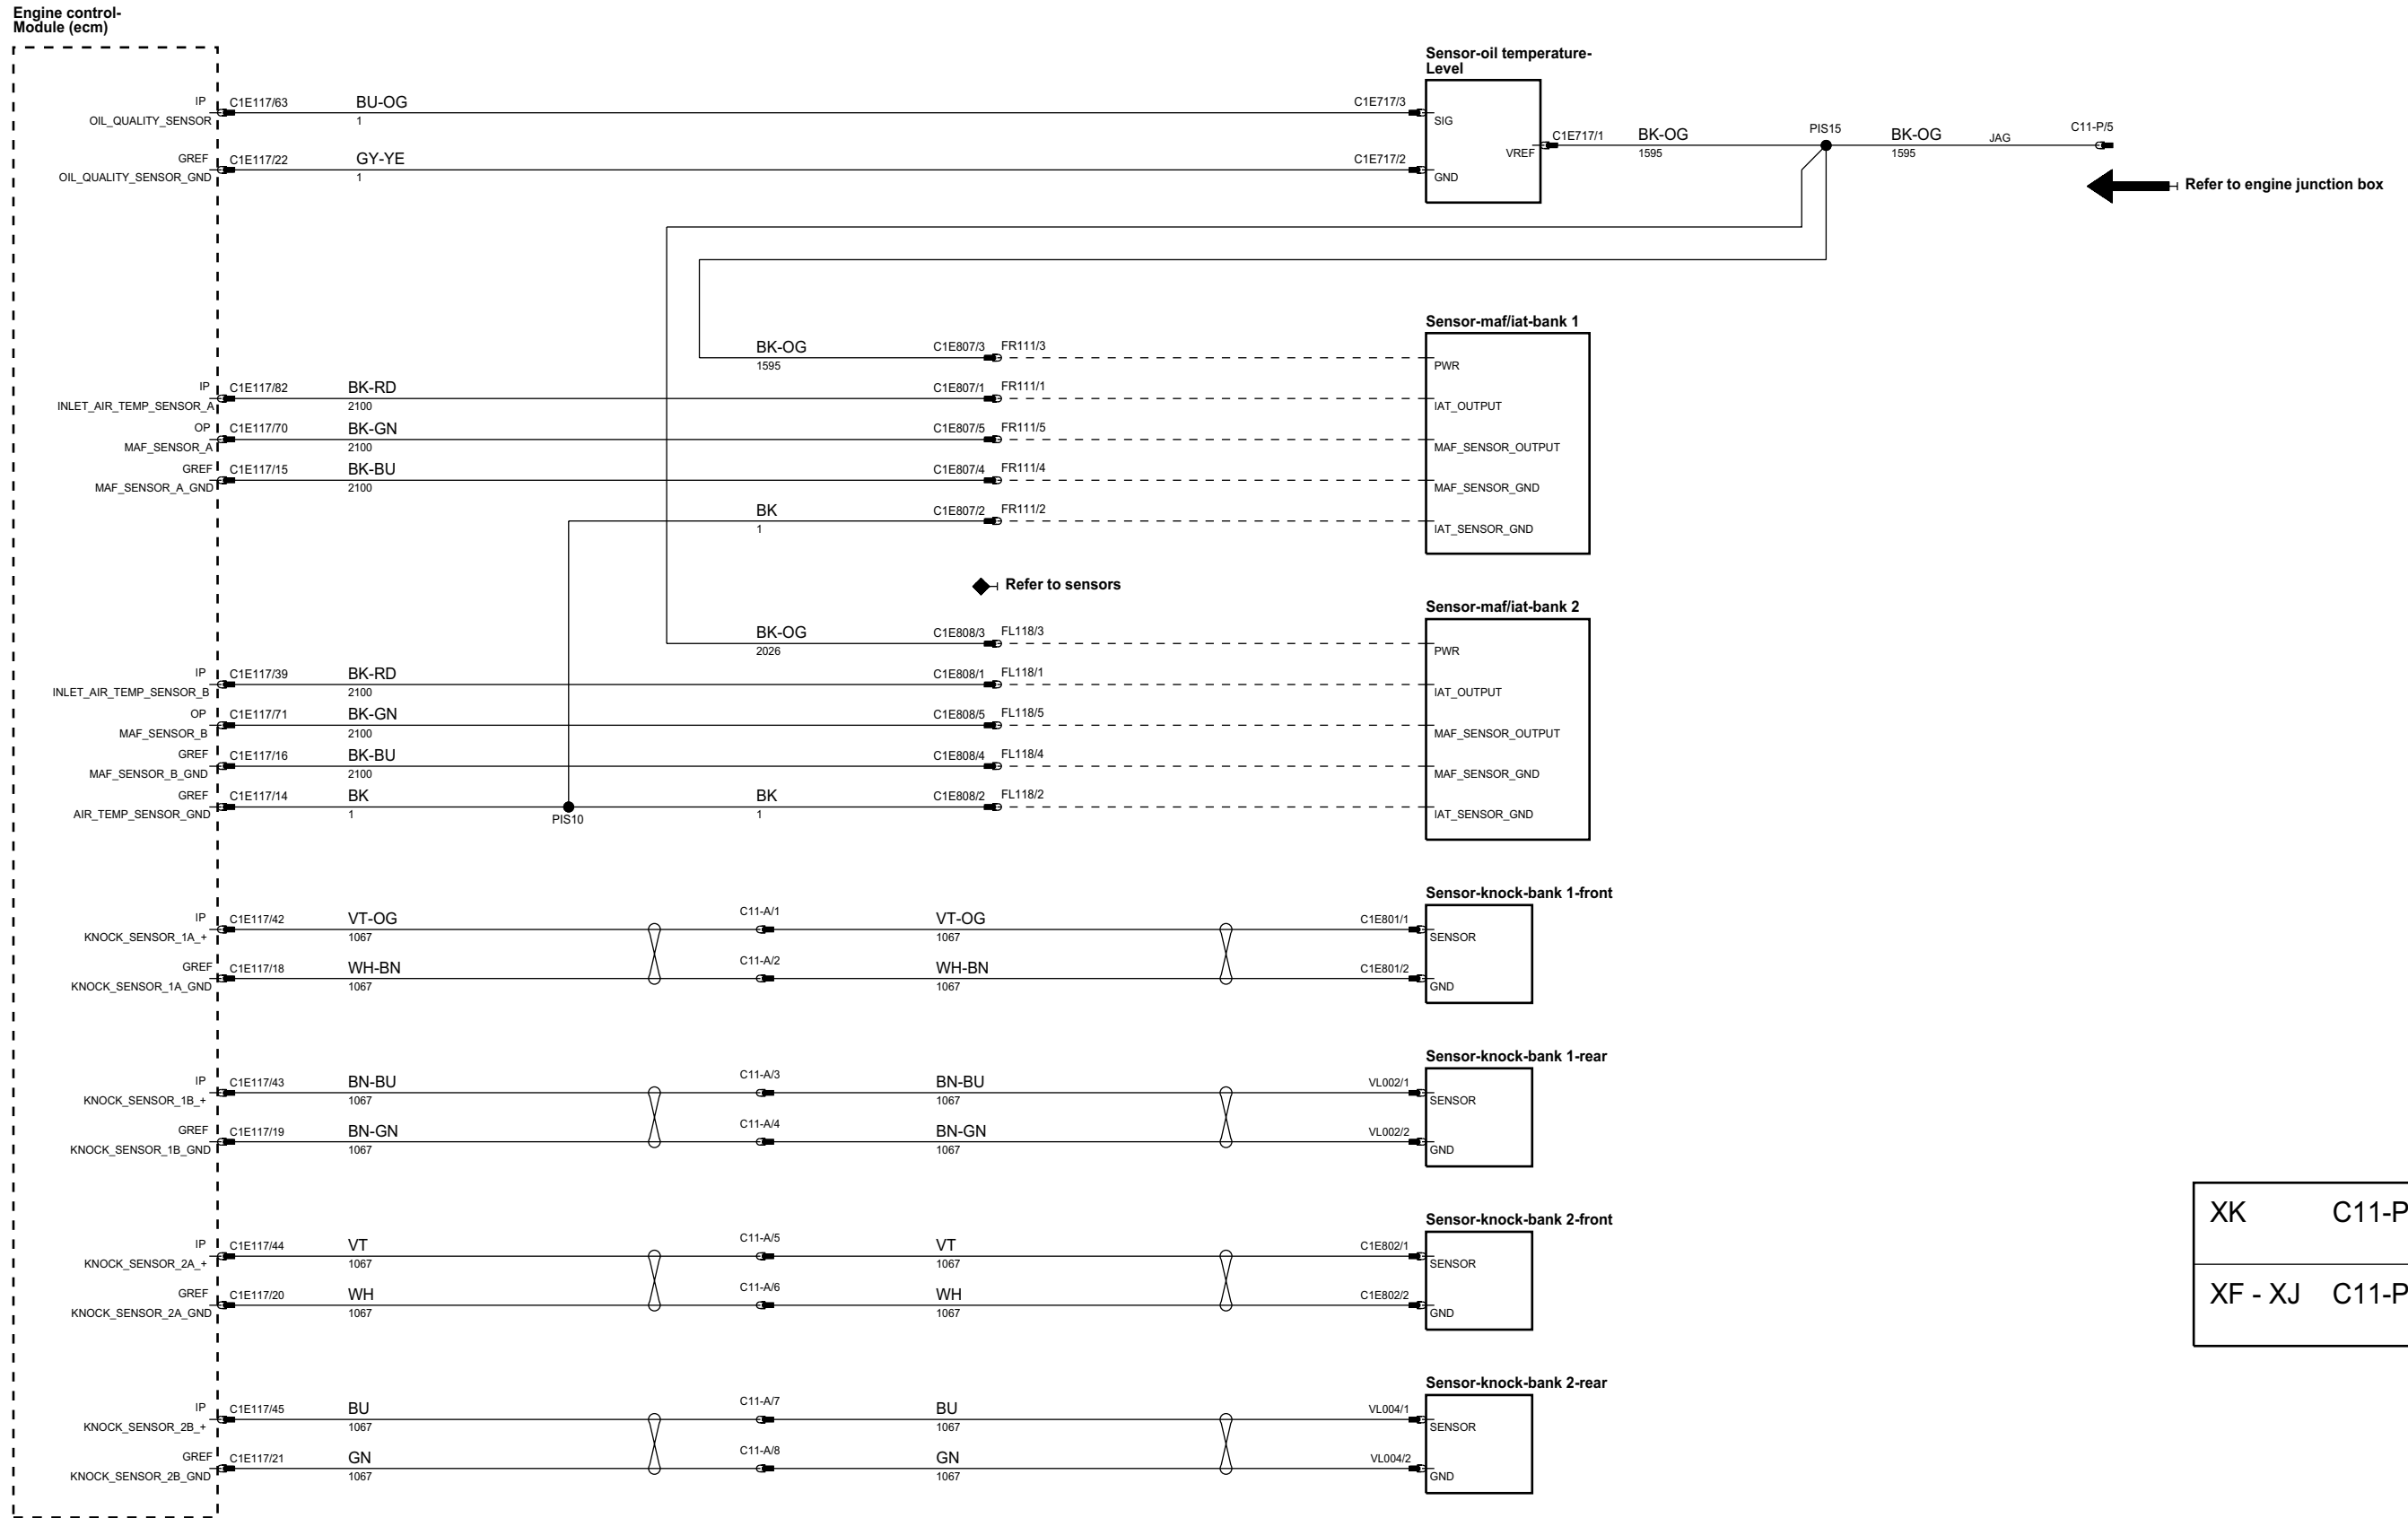 Engine control-
Module (ecm)
Sensor-oil temperature-
Level
IP C1E117/63 BU-OG C1E717/3
OIL_QUALITY_SENSOR 1 SIG
C1E717/1 BK-OG PIS15 BK-OG JAG C11-P/5
VREF 1595 1595
GREF C1E117/22 GY-YE C1E717/2
OIL_QUALITY_SENSOR_GND 1 GND
Refer to engine junction box
Sensor-maf/iat-bank 1
BK-OG C1E807/3 FR111/3
1595 PWR
IP C1E117/82 BK-RD C1E807/1 FR111/1
INLET_AIR_TEMP_SENSOR_A 2100 IAT_OUTPUT
OP C1E117/70 BK-GN C1E807/5 FR111/5
MAF_SENSOR_A 2100 MAF_SENSOR_OUTPUT
GREF C1E117/15 BK-BU C1E807/4 FR111/4
MAF_SENSOR_A_GND 2100 MAF_SENSOR_GND
BK C1E807/2 FR111/2
1 IAT_SENSOR_GND
Refer to sensors
Sensor-maf/iat-bank 2
BK-OG C1E808/3 FL118/3
2026 PWR
IP C1E117/39 BK-RD C1E808/1 FL118/1
INLET_AIR_TEMP_SENSOR_B 2100 IAT_OUTPUT
OP C1E117/71 BK-GN C1E808/5 FL118/5
MAF_SENSOR_B 2100 MAF_SENSOR_OUTPUT
GREF C1E117/16 BK-BU C1E808/4 FL118/4
MAF_SENSOR_B_GND 2100 MAF_SENSOR_GND
GREF C1E117/14 BK BK C1E808/2 FL118/2
AIR_TEMP_SENSOR_GND 1 PIS10 1 IAT_SENSOR_GND
Sensor-knock-bank 1-front
IP C1E117/42 VT-OG C11-A/1 VT-OG C1E801/1
KNOCK_SENSOR_1A_+ 1067 1067 SENSOR
GREF C1E117/18 WH-BN C11-A/2 WH-BN C1E801/2
KNOCK_SENSOR_1A_GND 1067 1067 GND
Sensor-knock-bank 1-rear
IP C1E117/43 BN-BU C11-A/3 BN-BU VL002/1
KNOCK_SENSOR_1B_+ 1067 1067 SENSOR
GREF C1E117/19 BN-GN C11-A/4 BN-GN VL002/2
KNOCK_SENSOR_1B_GND 1067 1067 GND
Sensor-knock-bank 2-front
IP C1E117/44 VT C11-A/5 VT C1E802/1
KNOCK_SENSOR_2A_+ 1067 1067 SENSOR
GREF C1E117/20 WH C11-A/6 WH C1E802/2
KNOCK_SENSOR_2A_GND 1067 1067 GND
Sensor-knock-bank 2-rear
IP C1E117/45 BU C11-A/7 BU VL004/1
KNOCK_SENSOR_2B_+ 1067 1067 SENSOR
GREF C1E117/21 GN C11-A/8 GN VL004/2
KNOCK_SENSOR_2B_GND 1067 1067 GND
XK C11-P
XF - XJ C11-P